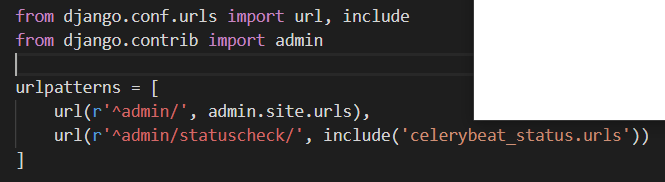 from django.conf.urls import url, include
from django.contrib import admin
urlpatterns = [
    url(r'^admin/', admin.site.urls),
    url(r'^admin/statuscheck/', include('celerybeat_status.urls'))
]